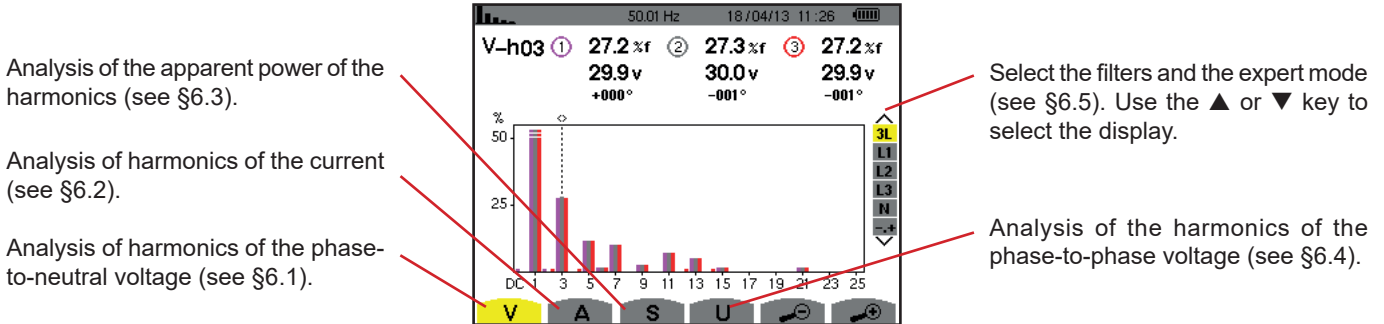 50.01 Hz 18/04/13 11:26
V-h03 1 27.2 %f 2 27.3 %f 3 27.2 %f
29.9 v 30.0 v 29.9 v
+000° -001° -001°
Analysis of the apparent power of the
harmonics (see §6.3).
Analysis of harmonics of the current
(see §6.2).
Analysis of harmonics of the phase-
to-neutral voltage (see §6.1).
%
50
25
DC 1 3 5 7 9 11 13 15 17 19 21 23 25
3L
L1
L2
L3
N
-.+
V A S U
Select the filters and the expert mode
(see §6.5). Use the ▲ or ▼ key to
select the display.
Analysis of the harmonics of the
phase-to-phase voltage (see §6.4).